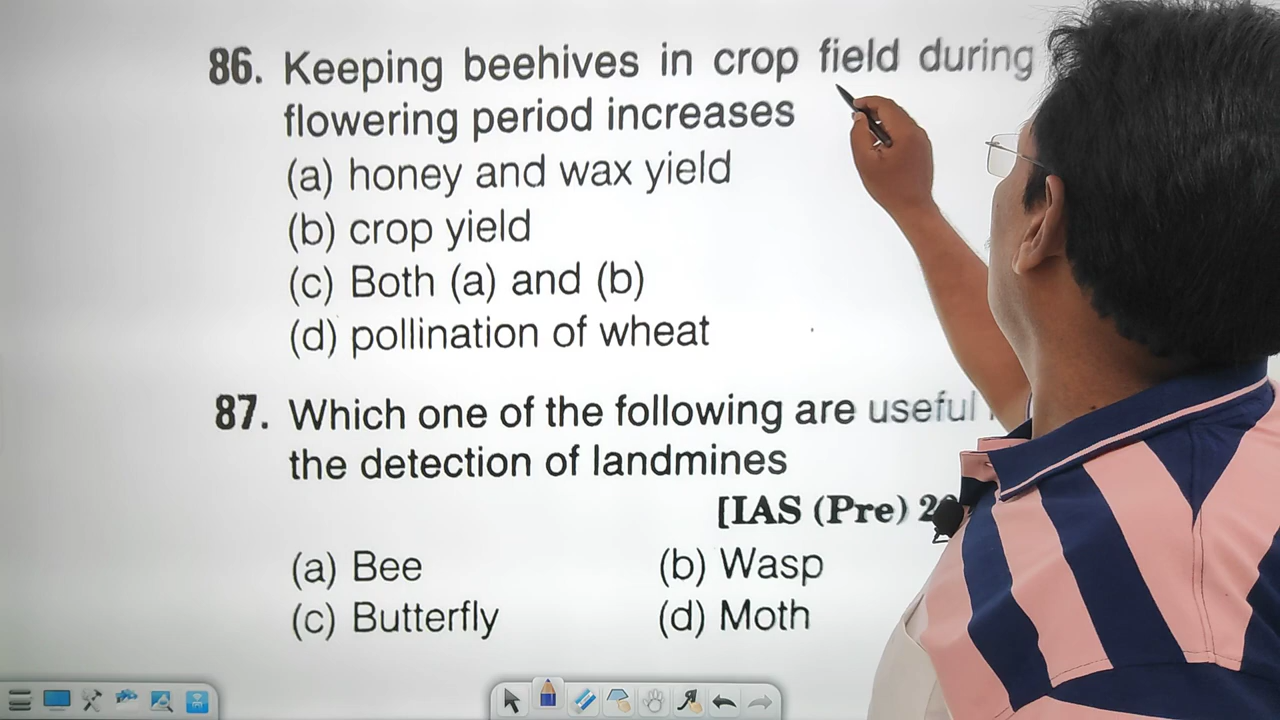 86. Keeping beehives in crop field during
flowering period increases
(a) honey and wax yield
(b) crop yield
(c) Both (a) and (b)
(d) pollination of wheat
87. Which one of the following are useful
the detection of landmines
[IAS (Pre)
(a) Bee (b) Wasp
(c) Butterfly (d) Moth